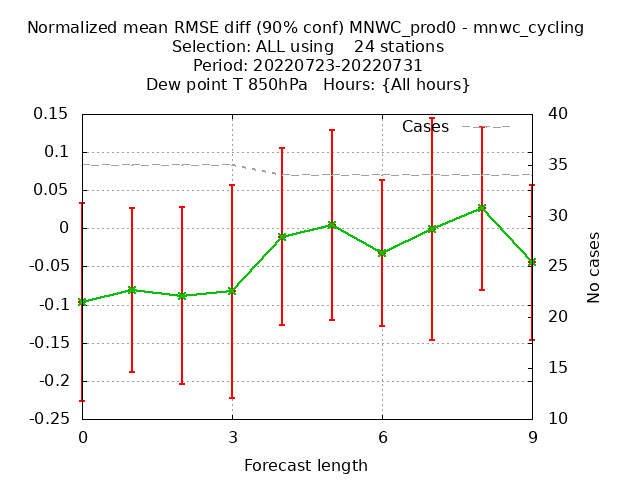 Normalized mean RMSE diff (90% conf) MNWC_prod0 - mnwc_cycling
Selection: ALL using    24 stations
Period: 20220723-20220731
Dew point T 850hPa   Hours: {All hours}
0.15
0.1
0.05
0
-0.05
-0.1
-0.15
-0.2
-0.25
Cases
40
35
30
25
20
15
10
No cases
0
3
6
9
Forecast length